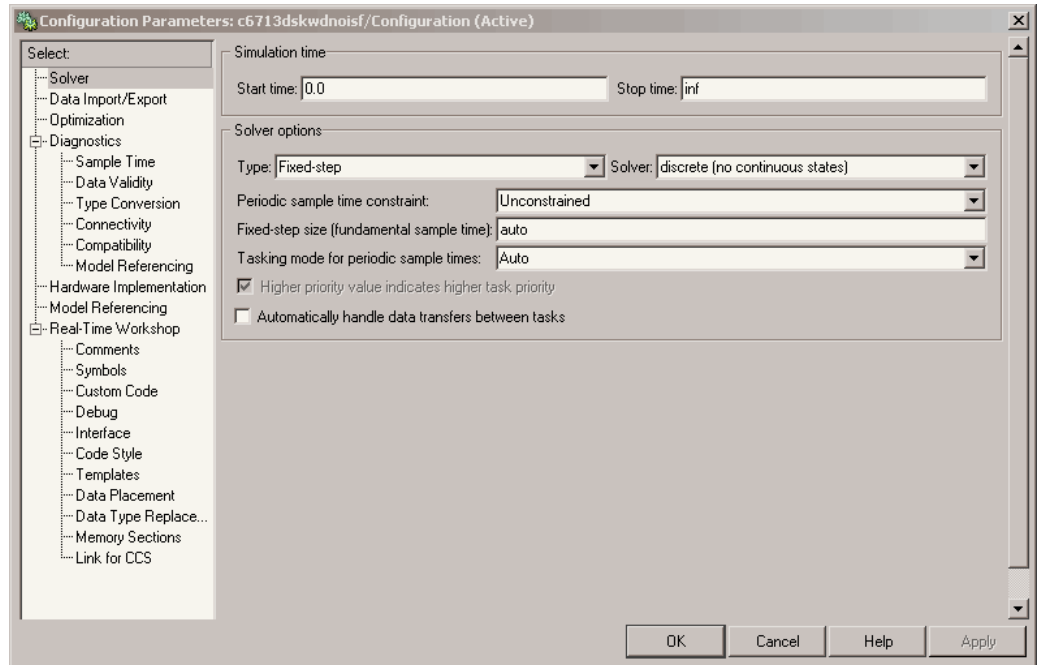 Configuration Parameters: c6713dskwdnoisf/Configuration (Active)
Select:
Solver
Data Import/Export
Optimization
Diagnostics
Sample Time
Data Validity
Type Conversion
Connectivity
Compatibility
Model Referencing
Hardware Implementation
Model Referencing
Real-Time Workshop
Comments
Symbols
Custom Code
Debug
Interface
Code Style
Templates
Data Placement
Data Type Replace...
Memory Sections
Link for CCS
Simulation time
Start time: 0.0 Stop time: inf
Solver options
Type: Fixed-step Solver: discrete (no continuous states)
Periodic sample time constraint: Unconstrained
Fixed-step size (fundamental sample time): auto
Tasking mode for periodic sample times: Auto
Higher priority value indicates higher task priority
Automatically handle data transfers between tasks
OK Cancel Help Apply